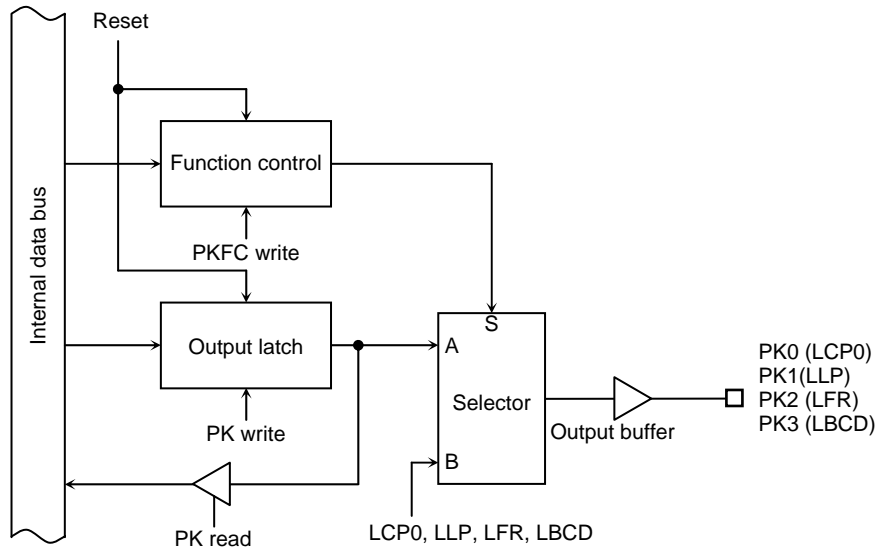 Reset
Internal data bus
Function control
PKFC write
Output latch
PK write
PK read
S
A
Selector
B
LCP0, LLP, LFR, LBCD
Output buffer
PK0 (LCP0)
PK1(LLP)
PK2 (LFR)
PK3 (LBCD)